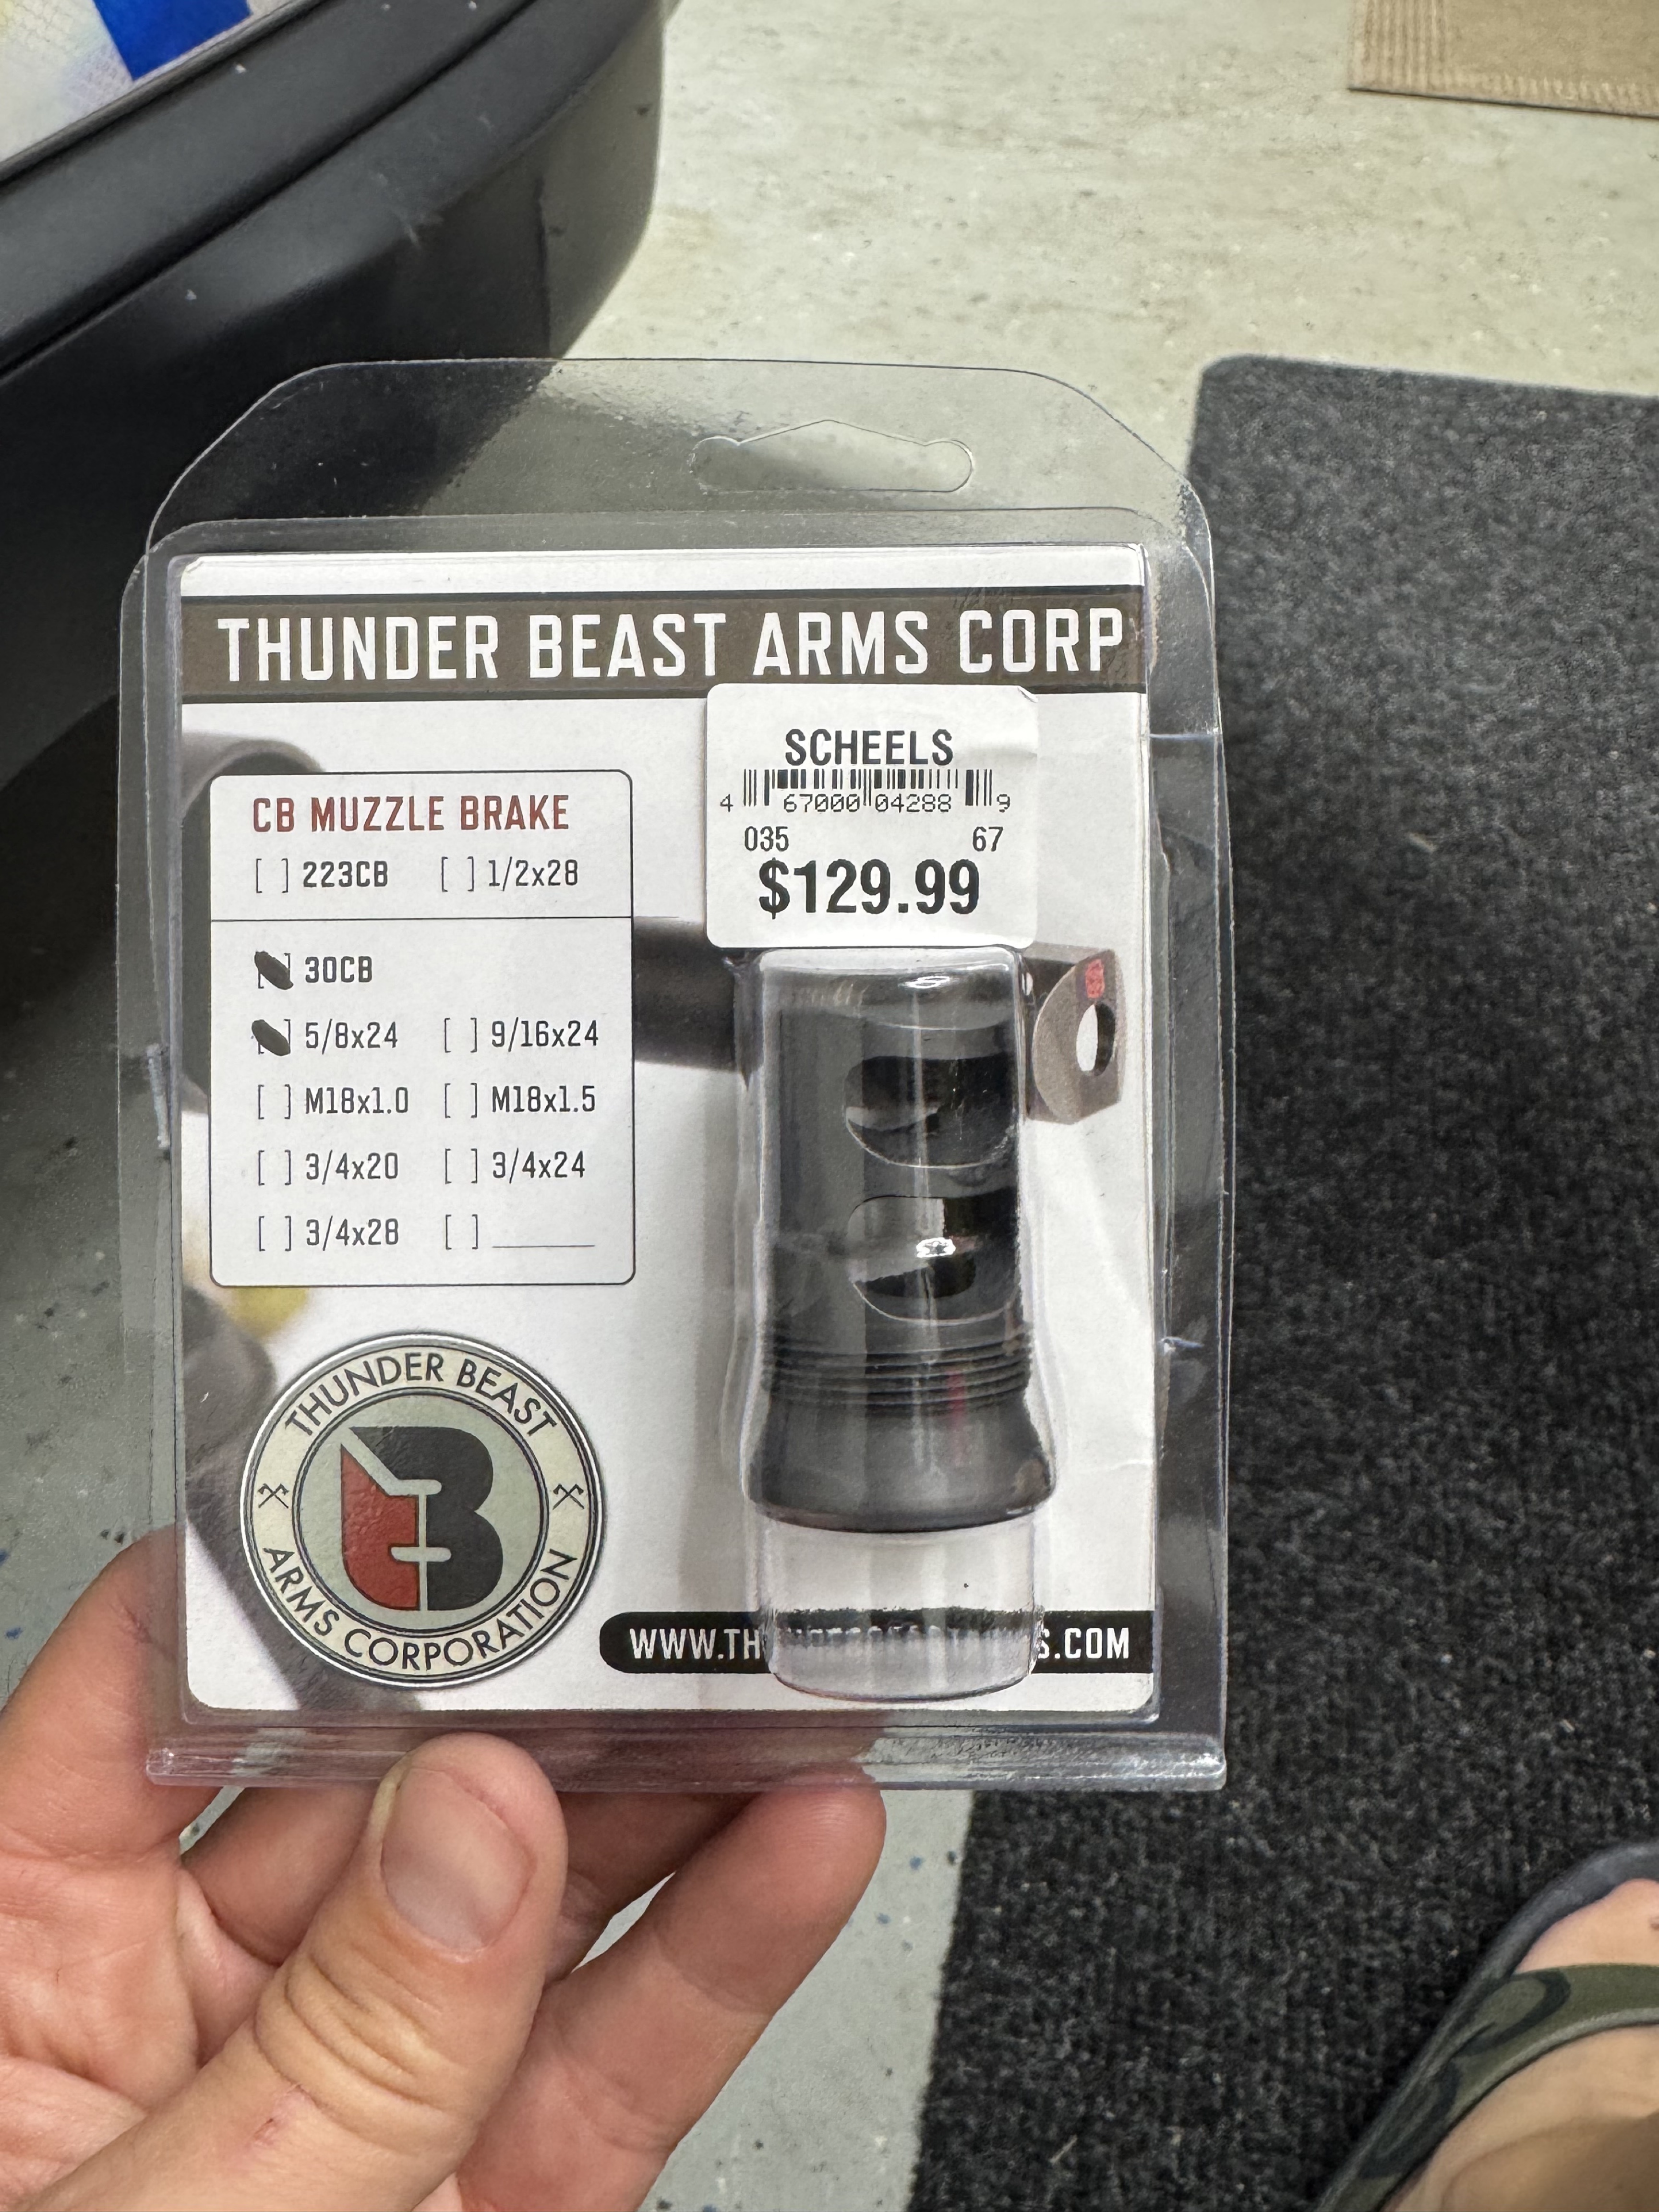 THUNDER BEAST ARMS CORP
SCHEELS
4 67000 04288 9
035 67
$129.99
CB MUZZLE BRAKE
[ ] 223CB [ ] 1/2x28
[ ] 30CB
[ ] 5/8x24 [ ] 9/16x24
[ ] M18x1.0 [ ] M18x1.5
[ ] 3/4x20 [ ] 3/4x24
[ ] 3/4x28 [ ] ______
THUNDER BEAST
B
ARMS CORPORATION
WWW.TH S.COM